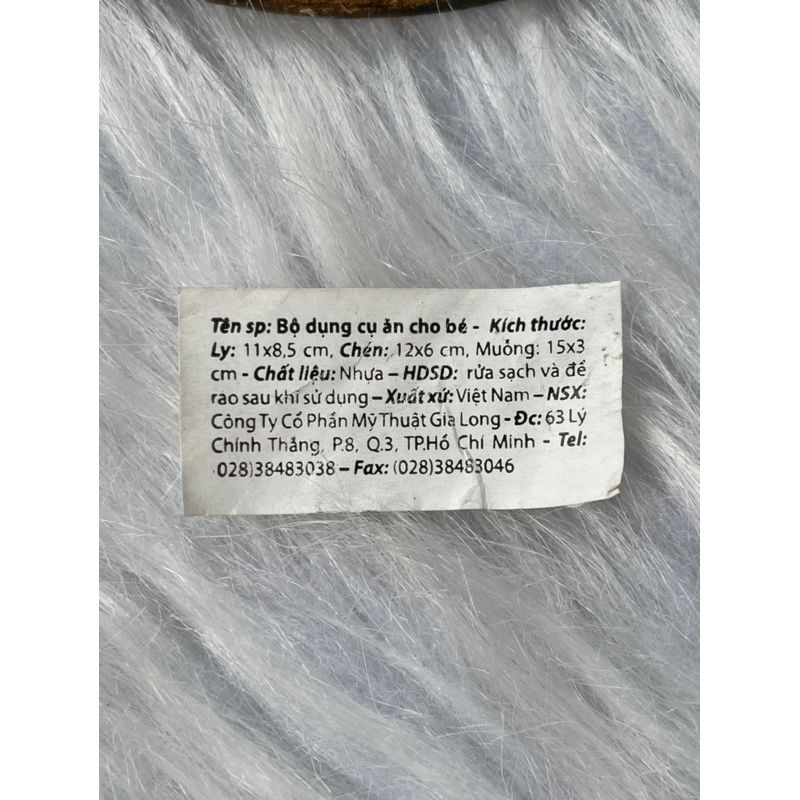 Tên sp: Bộ dụng cụ ăn cho bé - Kích thước:
Ly: 11x8,5 cm, Chén: 12x6 cm, Muỗng: 15x3
cm - Chất liệu: Nhựa – HDSD: rửa sạch và để
ráo sau khi sử dụng – Xuất xứ: Việt Nam – NSX:
Công Ty Cổ Phần Mỹ Thuật Gia Long - Đc: 63 Lý
Chính Thắng, P.8, Q.3, TP.Hồ Chí Minh - Tel:
028)38483038 – Fax: (028)38483046